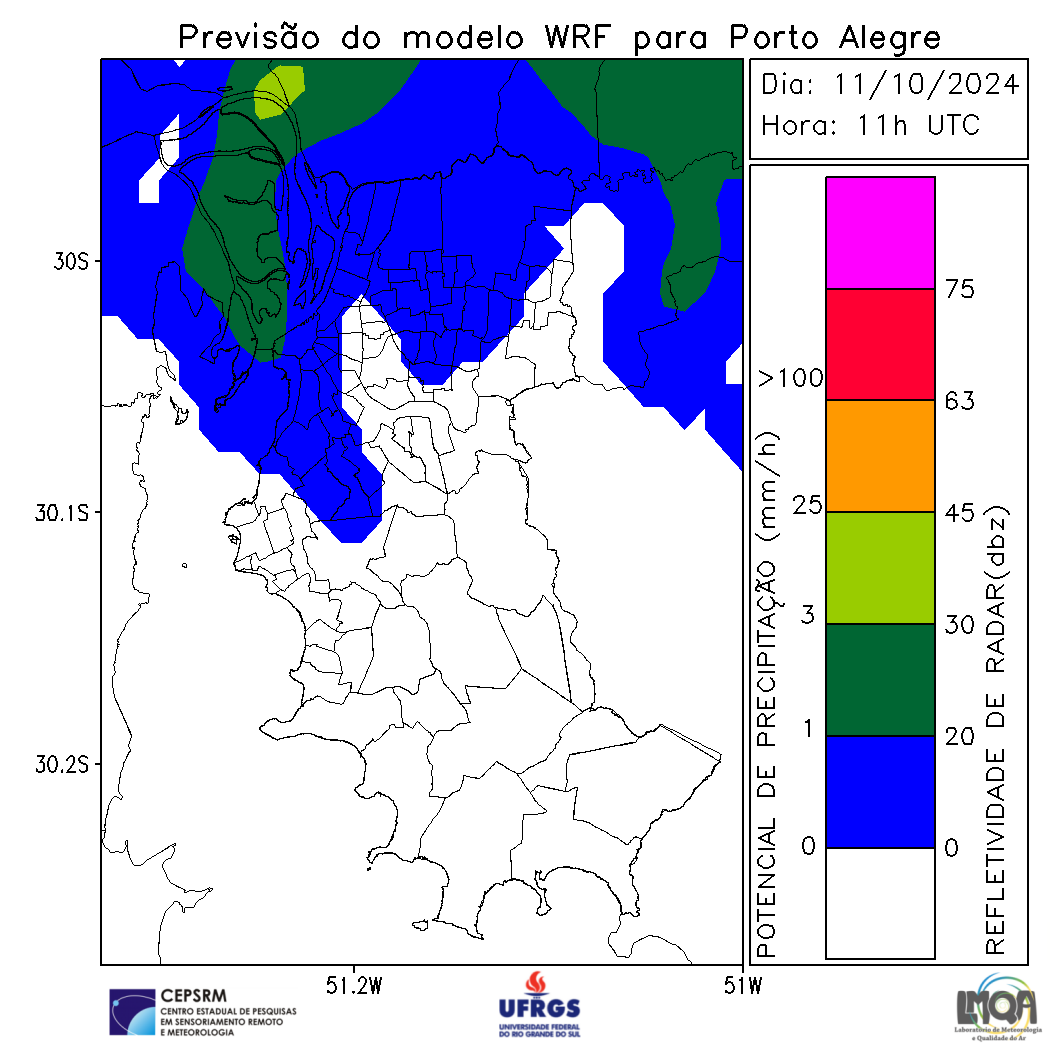 Previsão do modelo WRF para Porto Alegre
Dia: 11/10/2024
Hora: 11h UTC
30S
30.1S
30.2S
51.2W
51W
POTENCIAL DE PRECIPITAÇÃO (mm/h)
>100
25
3
1
0
75
63
45
30
20
0
REFLETIVIDADE DE RADAR(dbz)
CEPSRM
CENTRO ESTADUAL DE PESQUISAS
EM SENSORIAMENTO REMOTO
E METEOROLOGIA
UFRGS
UNIVERSIDADE FEDERAL
DO RIO GRANDE DO SUL
LMQA
Laboratório de Meteorologia
e Qualidade do Ar